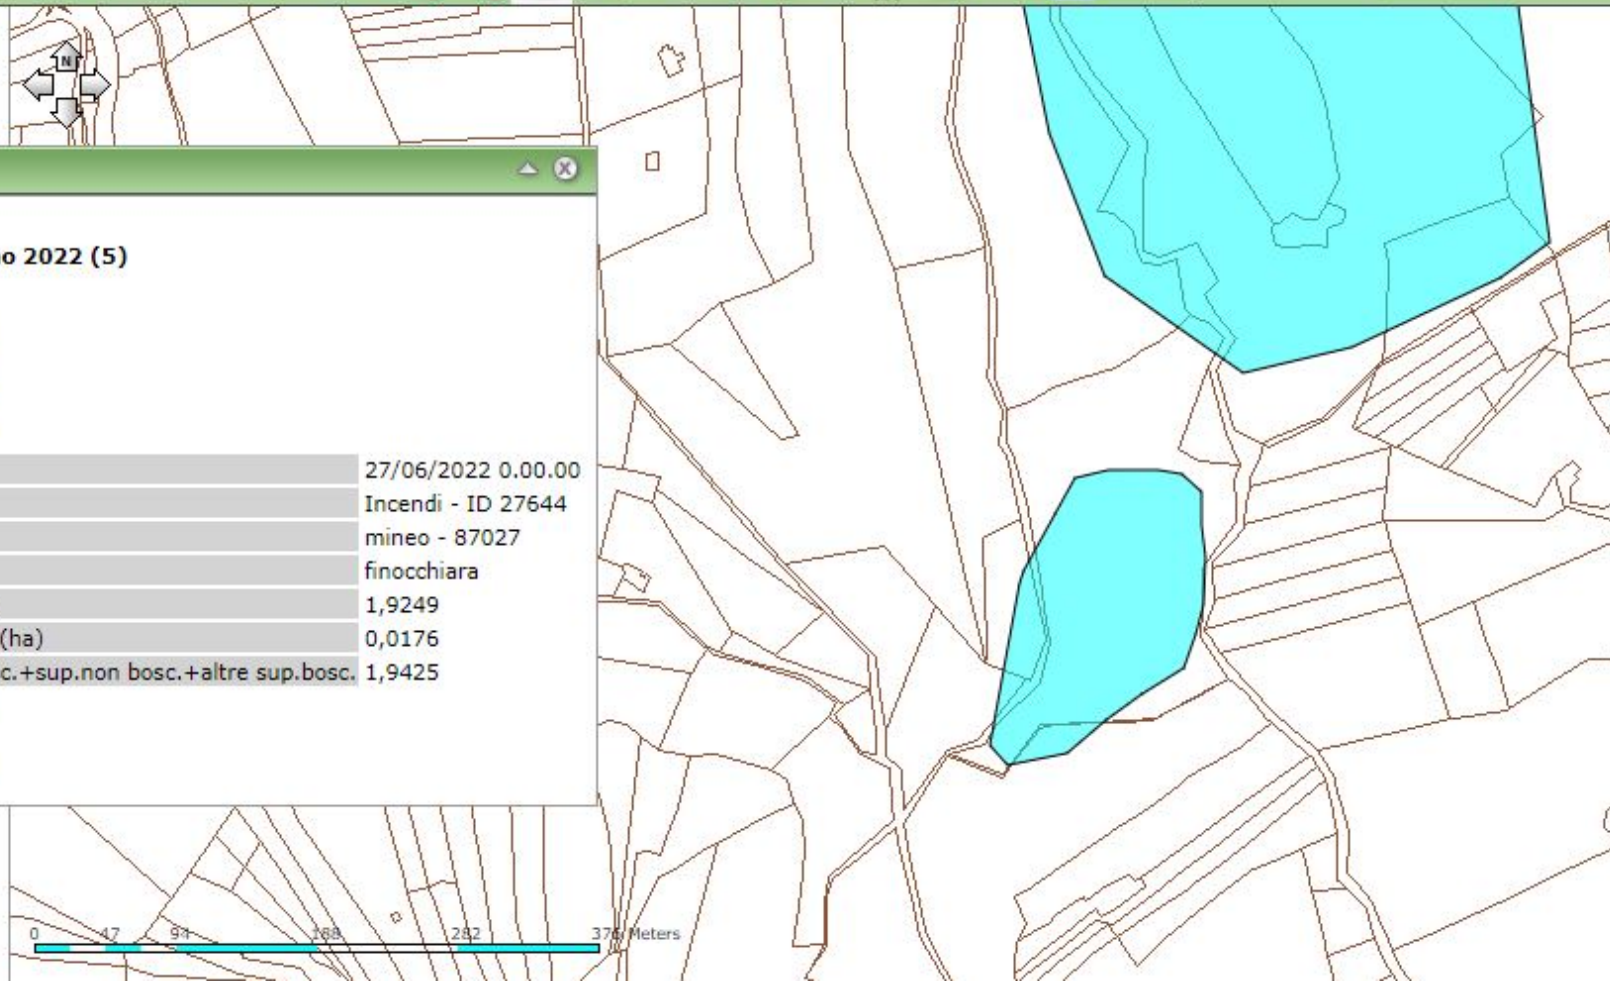 N
o 2022 (5)
27/06/2022 0.00.00
Incendi - ID 27644
mineo - 87027
finocchiara
1,9249
(ha) 0,0176
c.+sup.non bosc.+altre sup.bosc. 1,9425
0 47 94 188 282 376 Meters